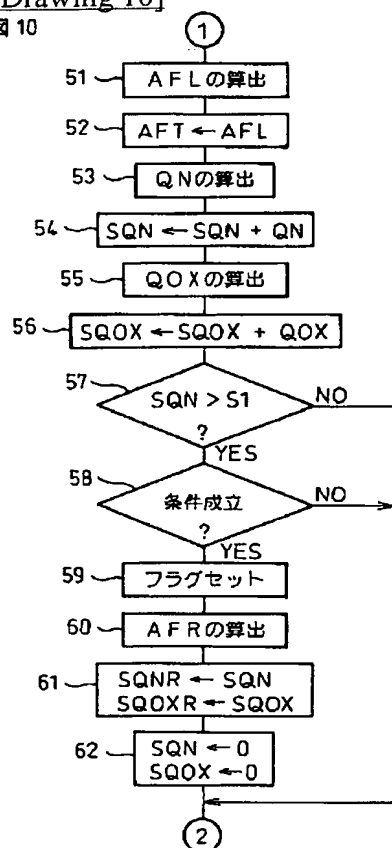 Drawing 10]
図 10
1
51 AFLの算出
52 AFT ← AFL
53 QNの算出
54 SQN ← SQN + QN
55 QOXの算出
56 SQOX ← SQOX + QOX
57 SQN > S1 NO
?
YES
58 条件成立 NO
?
YES
59 フラグセット
60 AFRの算出
61 SQNR ← SQN
SQOXR ← SQOX
62 SQN ← 0
SQOX ← 0
2